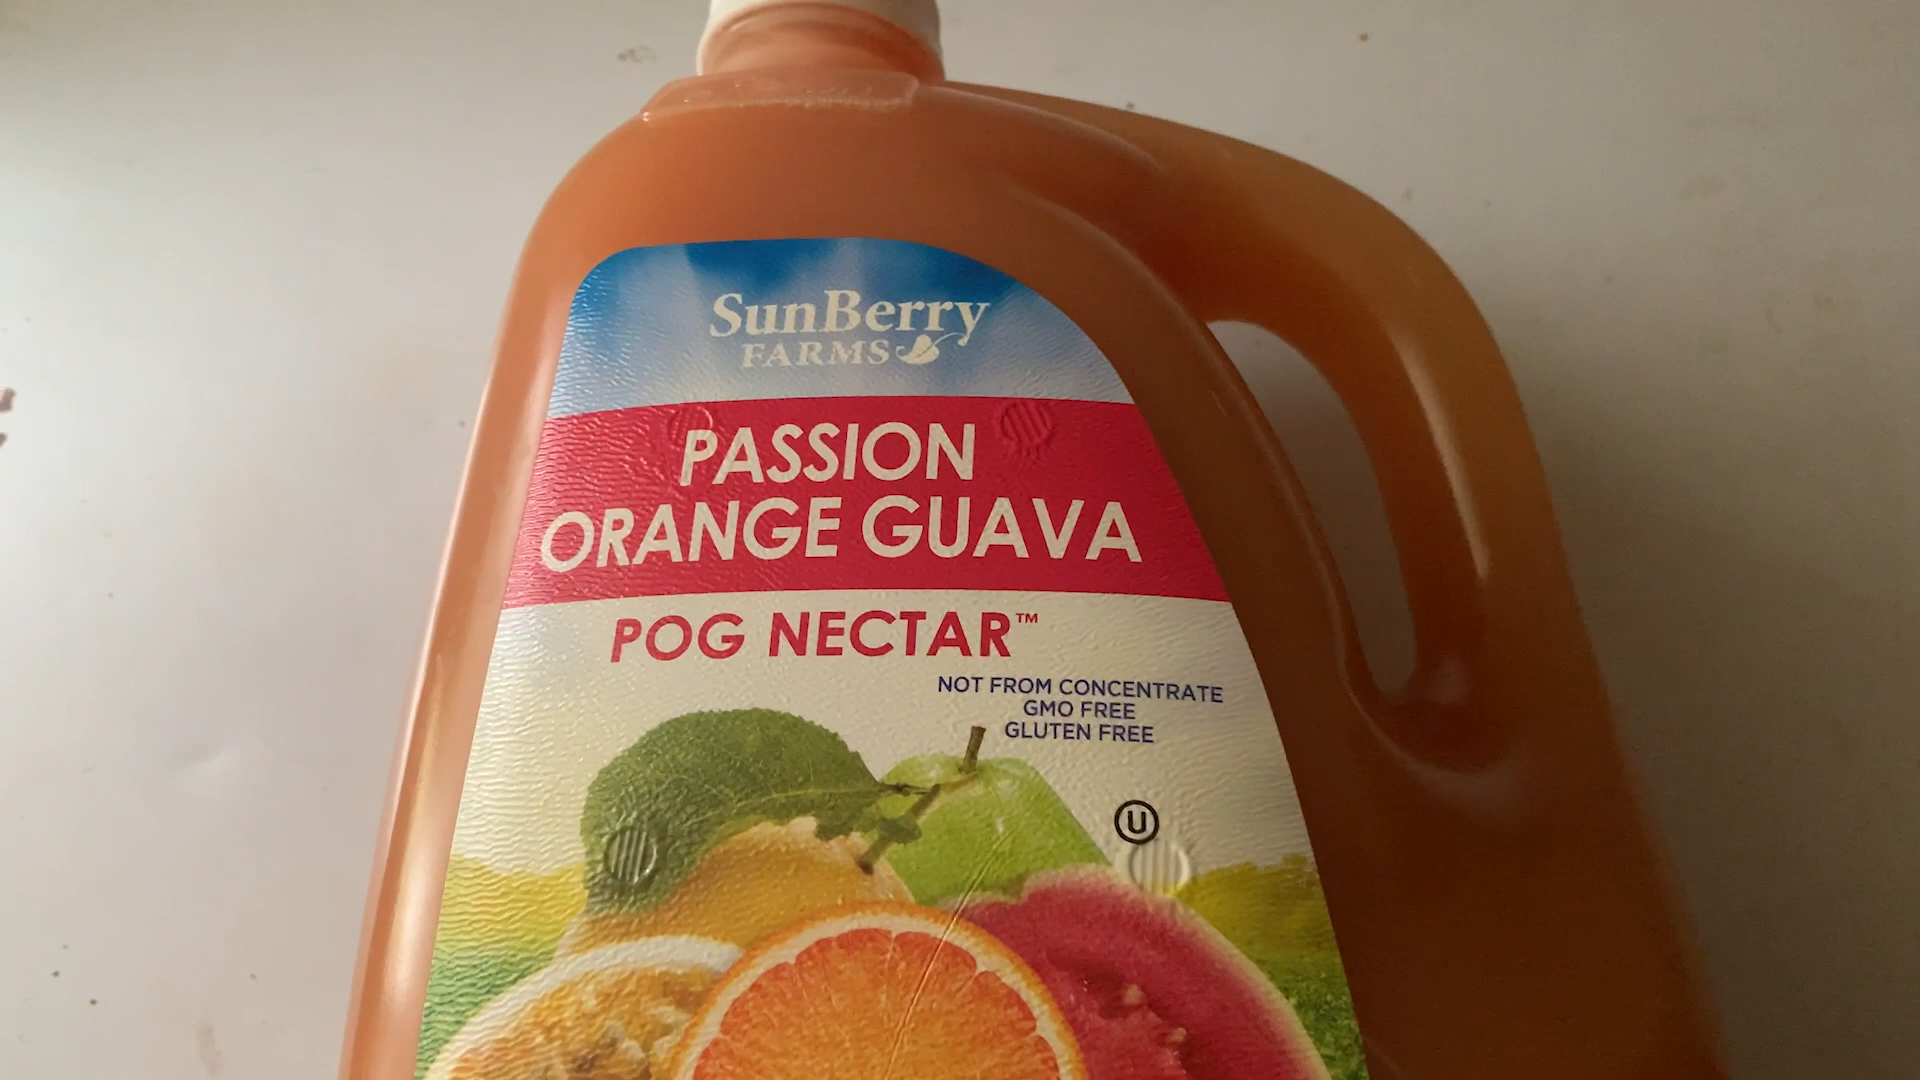 SunBerry
FARMS
PASSION
ORANGE GUAVA
POG NECTAR™
NOT FROM CONCENTRATE
GMO FREE
GLUTEN FREE
U